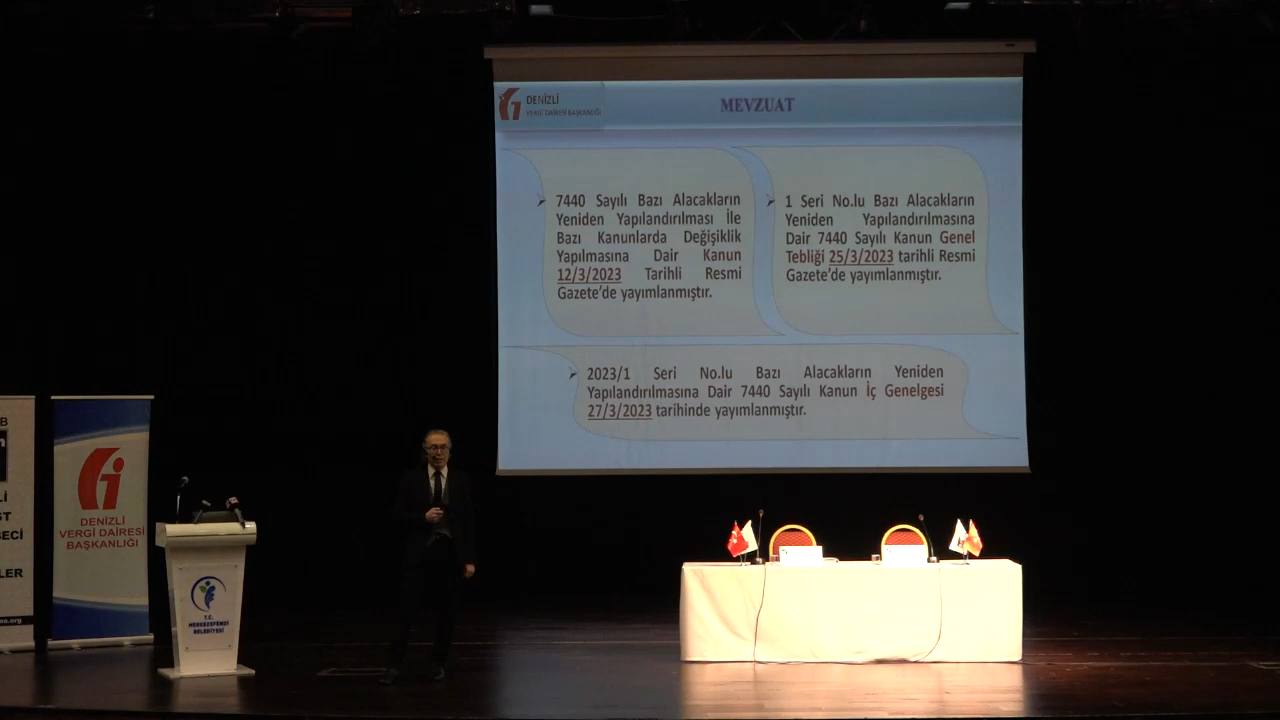 DENİZLİ
VERGİ DAİRESİ BAŞKANLIĞI
MEVZUAT
7440 Sayılı Bazı Alacakların
Yeniden Yapılandırılması İle
Bazı Kanunlarda Değişiklik
Yapılmasına Dair Kanun
12/3/2023 Tarihli Resmi
Gazete'de yayımlanmıştır.
1 Seri No.lu Bazı Alacakların
Yeniden Yapılandırılmasına
Dair 7440 Sayılı Kanun Genel
Tebliği 25/3/2023 tarihli Resmi
Gazete'de yayımlanmıştır.
2023/1 Seri No.lu Bazı Alacakların Yeniden
Yapılandırılmasına Dair 7440 Sayılı Kanun İç Genelgesi
27/3/2023 tarihinde yayımlanmıştır.
DENİZLİ
VERGİ DAİRESİ
BAŞKANLIĞI
T.C.
MERKEZEFENDİ
BELEDİYESİ